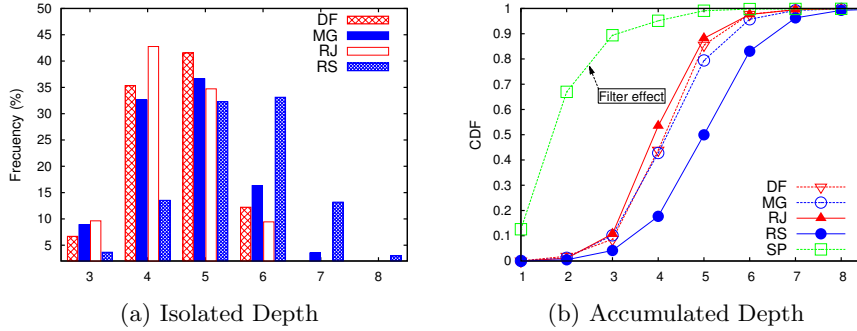 50
45
40
35
30
25
20
15
10
5
Frecuency (%)
DF
MG
RJ
RS
3 4 5 6 7 8
(a) Isolated Depth
1
0.9
0.8
0.7
0.6
0.5
0.4
0.3
0.2
0.1
0
CDF
Filter effect
DF
MG
RJ
RS
SP
1 2 3 4 5 6 7 8
(b) Accumulated Depth